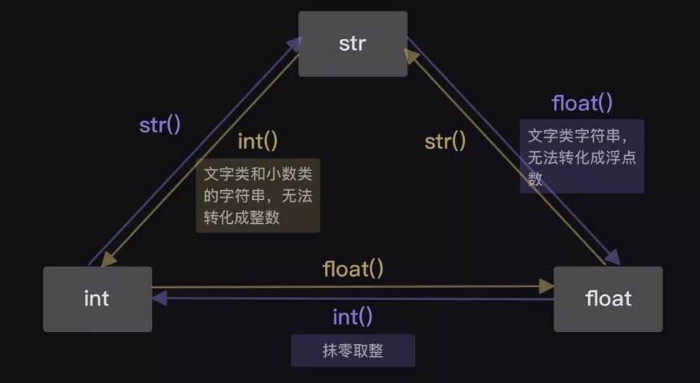 str
str()
int()
文字类和小数类
的字符串，无法
转化成整数
str()
float()
文字类字符串，
无法转化成浮点
数
int
float()
int()
抹零取整
float